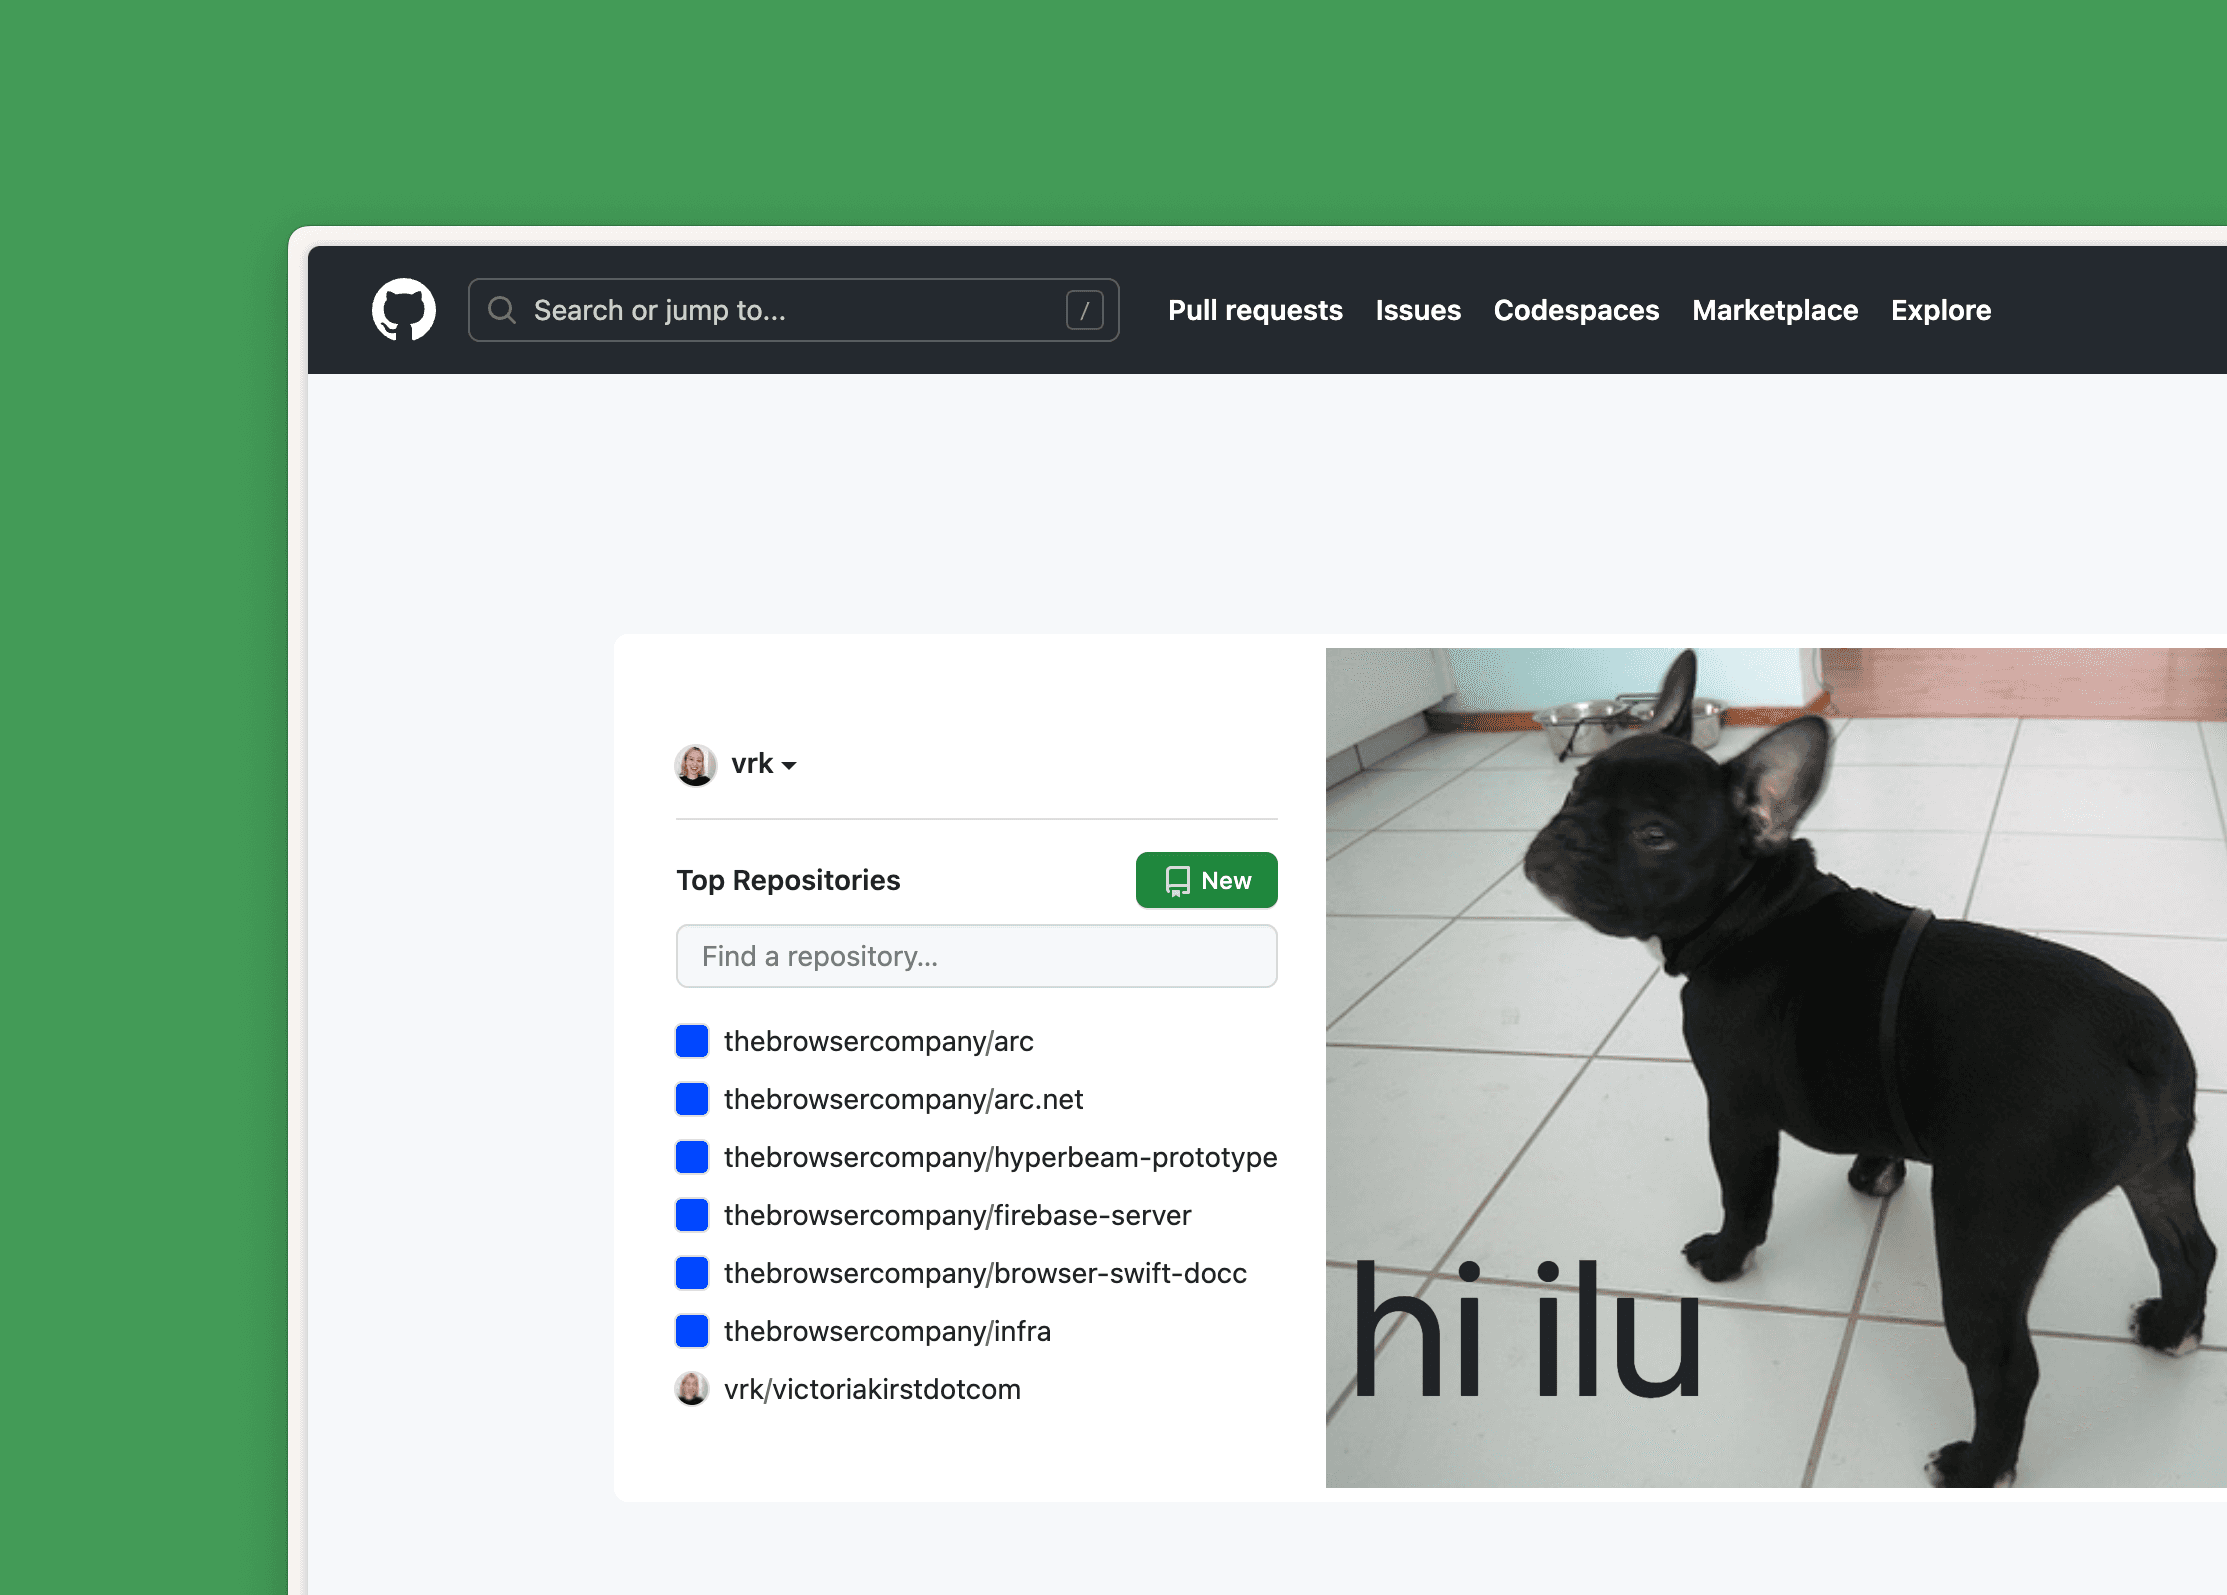 Search or jump to...
/
Pull requests Issues Codespaces Marketplace Explore
vrk
Top Repositories
New
Find a repository...
thebrowsercompany/arc
thebrowsercompany/arc.net
thebrowsercompany/hyperbeam-prototype
thebrowsercompany/firebase-server
thebrowsercompany/browser-swift-docc
thebrowsercompany/infra
vrk/victoriakirstdotcom
hi ilu